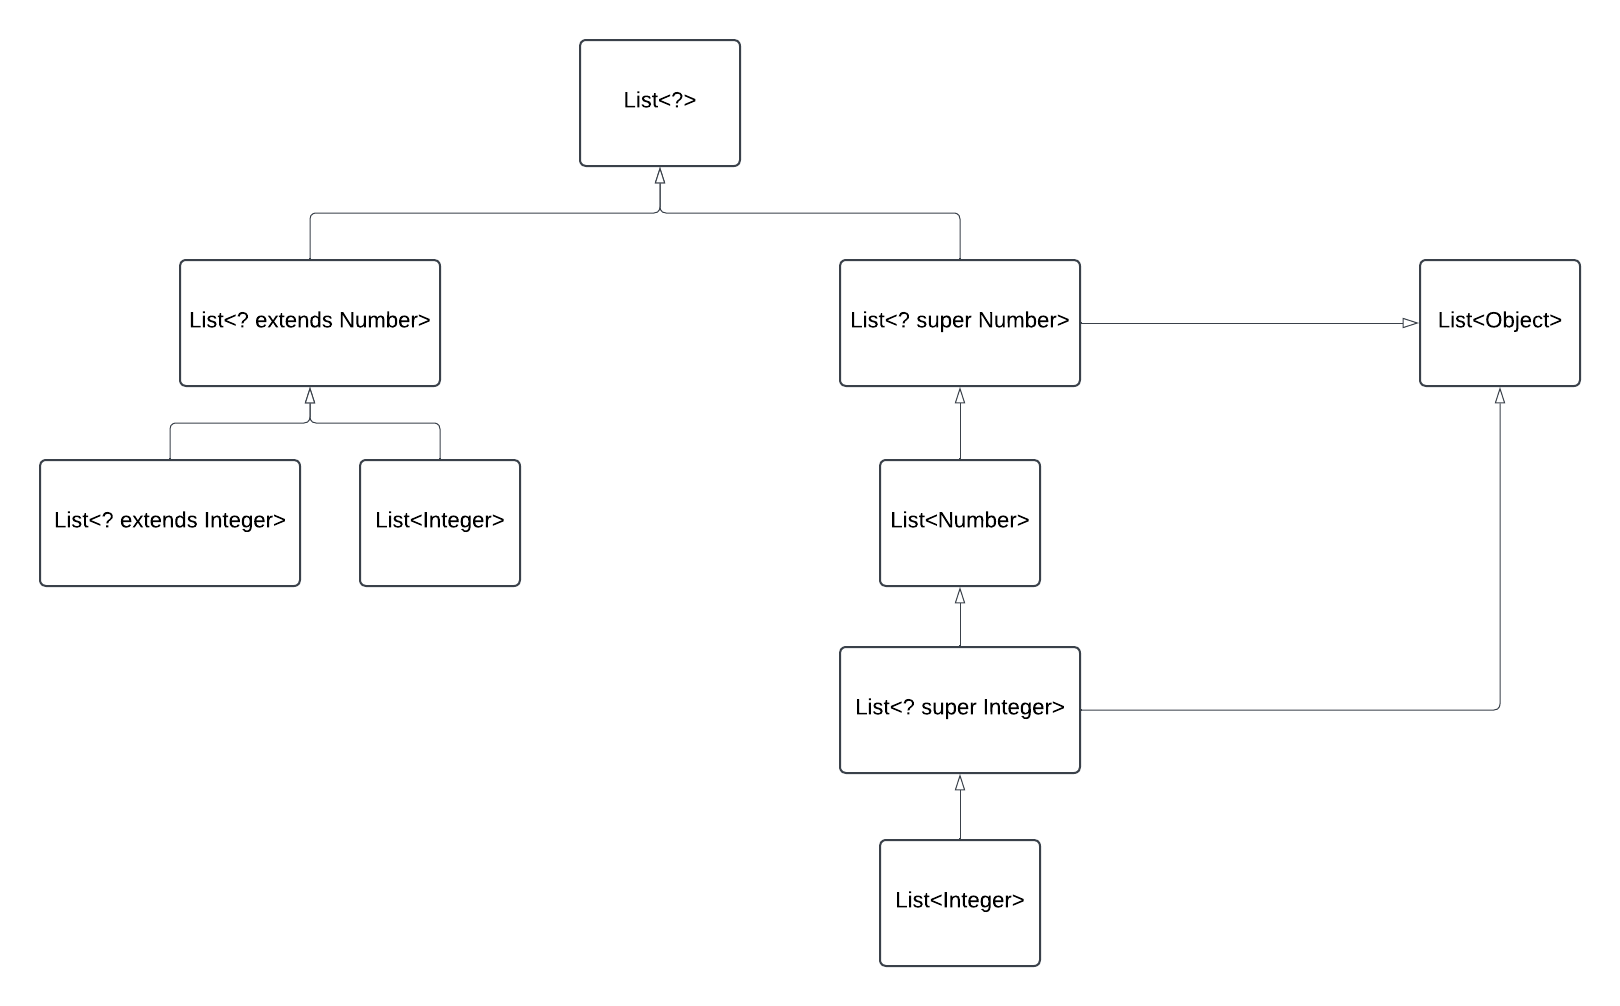 List<?>
List<? extends Number>
List<? super Number>
List<Object>
List<? extends Integer>
List<Integer>
List<Number>
List<? super Integer>
List<Integer>